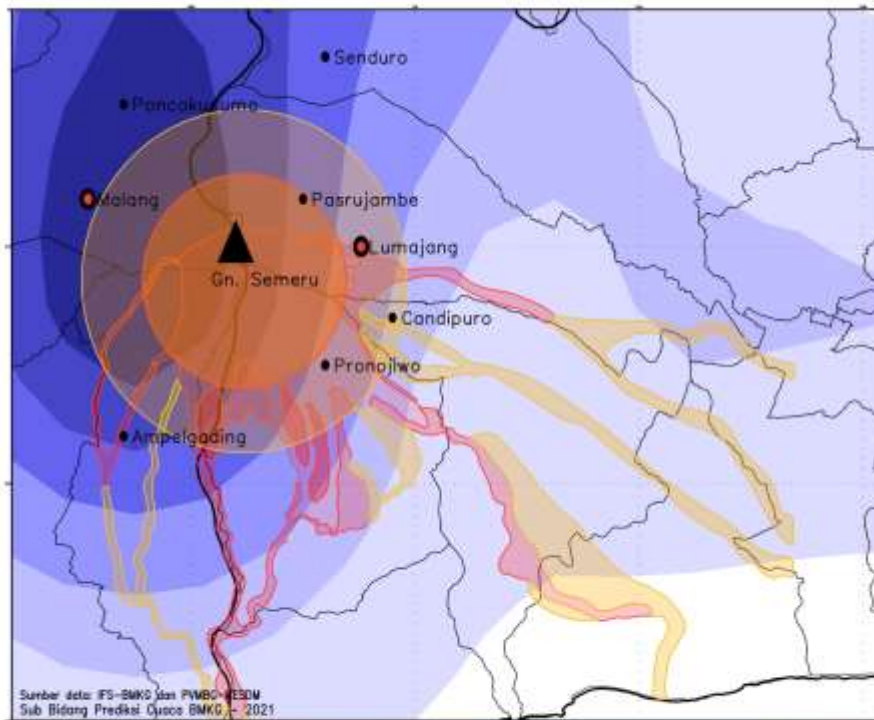 Senduro
Poncokusumo
Malang
Pasrujambe
Lumajang
Gn. Semeru
Candipuro
Pronojiwo
Ampelgading
Sumber data: IFS-BMKG dan PVMBG-KESDM
Sub Bidang Prediksi Cuaca BMKG - 2021